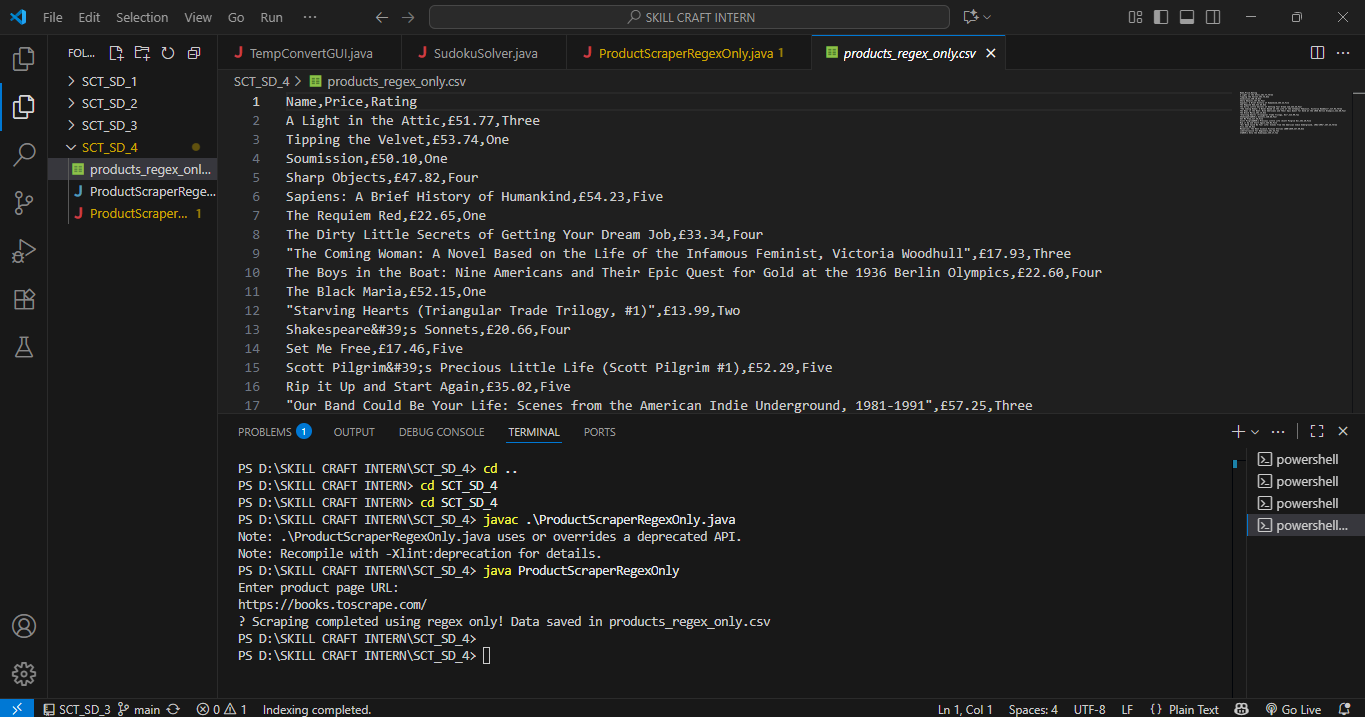 File Edit Selection View Go Run ··· SKILL CRAFT INTERN
FOL...
SCT_SD_1
SCT_SD_2
SCT_SD_3
SCT_SD_4
products_regex_onl...
ProductScraperRege...
ProductScraper... 1
TempConvertGUI.java SudokuSolver.java ProductScraperRegexOnly.java 1 products_regex_only.csv
SCT_SD_4 > products_regex_only.csv
1 Name,Price,Rating
2 A Light in the Attic,£51.77,Three
3 Tipping the Velvet,£53.74,One
4 Soumission,£50.10,One
5 Sharp Objects,£47.82,Four
6 Sapiens: A Brief History of Humankind,£54.23,Five
7 The Requiem Red,£22.65,One
8 The Dirty Little Secrets of Getting Your Dream Job,£33.34,Four
9 "The Coming Woman: A Novel Based on the Life of the Infamous Feminist, Victoria Woodhull",£17.93,Three
10 The Boys in the Boat: Nine Americans and Their Epic Quest for Gold at the 1936 Berlin Olympics,£22.60,Four
11 The Black Maria,£52.15,One
12 "Starving Hearts (Triangular Trade Trilogy, #1)",£13.99,Two
13 Shakespeare&#39;s Sonnets,£20.66,Four
14 Set Me Free,£17.46,Five
15 Scott Pilgrim&#39;s Precious Little Life (Scott Pilgrim #1),£52.29,Five
16 Rip it Up and Start Again,£35.02,Five
17 "Our Band Could Be Your Life: Scenes from the American Indie Underground, 1981-1991",£57.25,Three
PROBLEMS 1 OUTPUT DEBUG CONSOLE TERMINAL PORTS
PS D:\SKILL CRAFT INTERN\SCT_SD_4> cd ..
PS D:\SKILL CRAFT INTERN> cd SCT_SD_4
PS D:\SKILL CRAFT INTERN> cd SCT_SD_4
PS D:\SKILL CRAFT INTERN\SCT_SD_4> javac .\ProductScraperRegexOnly.java
Note: .\ProductScraperRegexOnly.java uses or overrides a deprecated API.
Note: Recompile with -Xlint:deprecation for details.
PS D:\SKILL CRAFT INTERN\SCT_SD_4> java ProductScraperRegexOnly
Enter product page URL:
https://books.toscrape.com/
? Scraping completed using regex only! Data saved in products_regex_only.csv
PS D:\SKILL CRAFT INTERN\SCT_SD_4>
PS D:\SKILL CRAFT INTERN\SCT_SD_4>
powershell
powershell
powershell
powershell...
SCT_SD_3 main 0 1 Indexing completed. Ln 1, Col 1 Spaces: 4 UTF-8 LF {} Plain Text Go Live